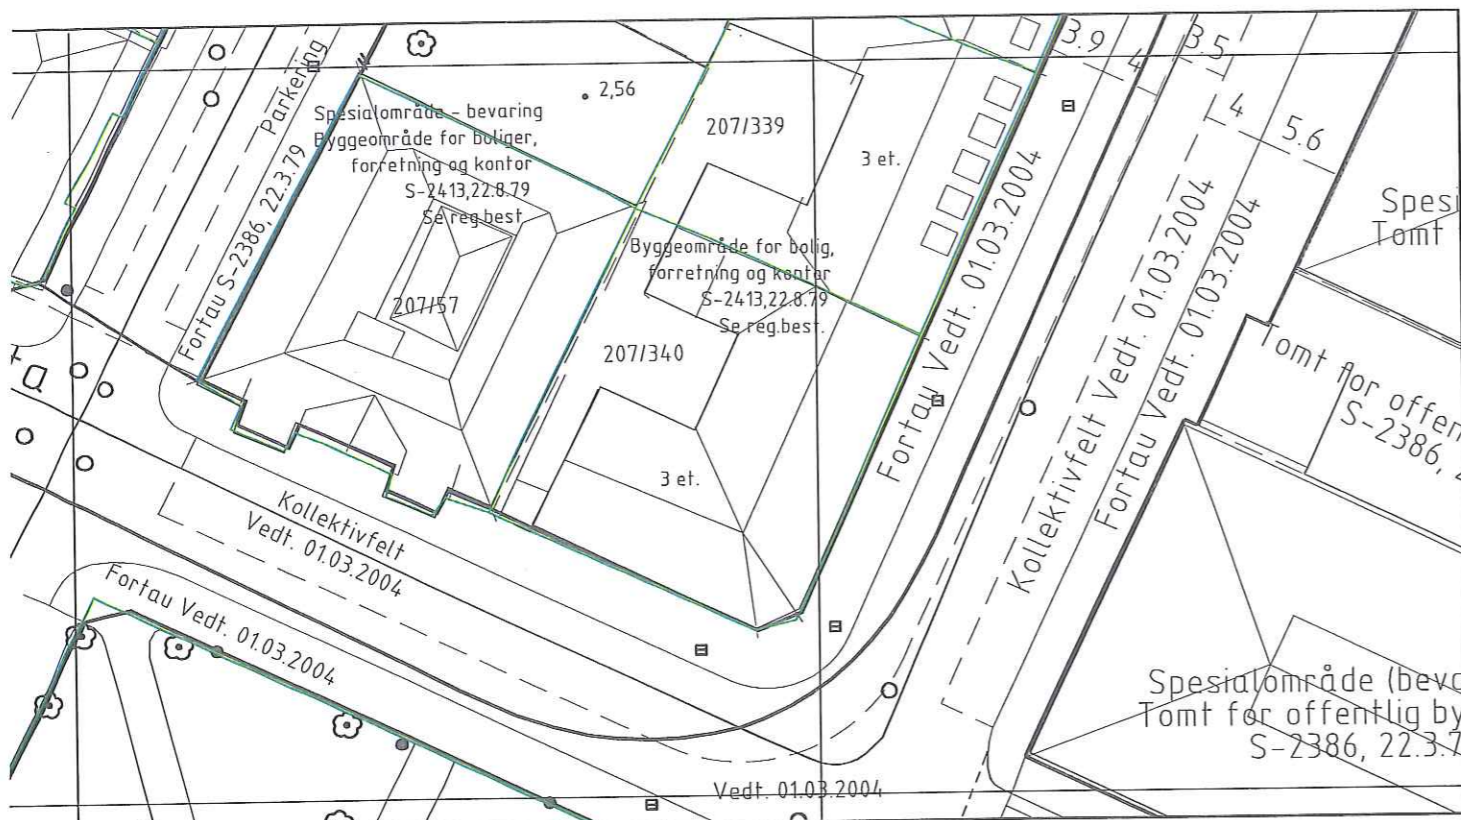 Parkering
Fortau S-2386, 22.3.79
Spesialområde - bevaring
Byggeområde for boliger,
forretning og kontor
S-2413,22.8.79
Se reg.best.
2,56
207/339
3 et.
207/57
Byggeområde for bolig,
forretning og kontor
S-2413,22.8.79
Se reg.best.
207/340
3 et.
3.9
4
3.5
4
5.6
Fortau Vedt. 01.03.2004
Kollektivfelt Vedt. 01.03.2004
Fortau Vedt. 01.03.2004
Tomt
Tomt for
S-2386,
Kollektivfelt
Vedt. 01.03.2004
Fortau Vedt. 01.03.2004
Spesialområde
Tomt for offentlig
S-2386, 22.3.7
Vedt. 01.03.2004